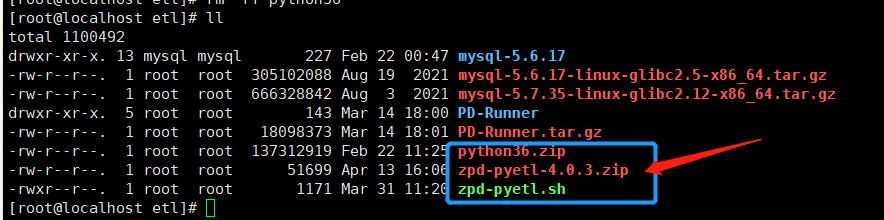 [root@localhost etl]# rm -rf python36
[root@localhost etl]# ll
total 1100492
drwxr-xr-x. 13 mysql mysql       227 Feb 22 00:47 mysql-5.6.17
-rw-r--r--.  1 root  root  305102088 Aug 19  2021 mysql-5.6.17-linux-glibc2.5-x86_64.tar.gz
-rw-r--r--.  1 root  root  666328842 Aug  3  2021 mysql-5.7.35-linux-glibc2.12-x86_64.tar.gz
drwxr-xr-x.  5 root  root        143 Mar 14 18:00 PD-Runner
-rw-r--r--.  1 root  root   18098373 Mar 14 18:01 PD-Runner.tar.gz
-rw-r--r--.  1 root  root  137312919 Feb 22 11:25 python36.zip
-rw-r--r--.  1 root  root      51699 Apr 13 16:06 zpd-pyetl-4.0.3.zip
-rwxr--r--.  1 root  root       1171 Mar 31 11:20 zpd-pyetl.sh
[root@localhost etl]#